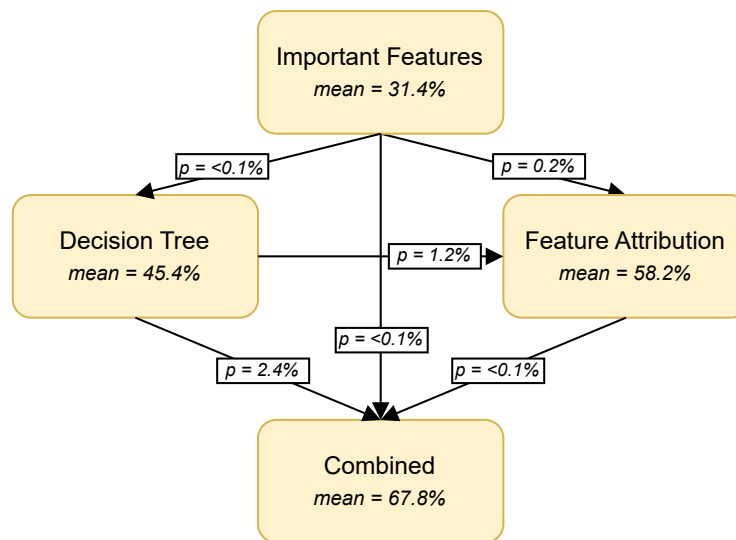 Important Features
mean = 31.4%
p = <0.1%
p = 0.2%
Decision Tree
mean = 45.4%
p = 1.2%
Feature Attribution
mean = 58.2%
p = <0.1%
p = 2.4%
p = <0.1%
Combined
mean = 67.8%